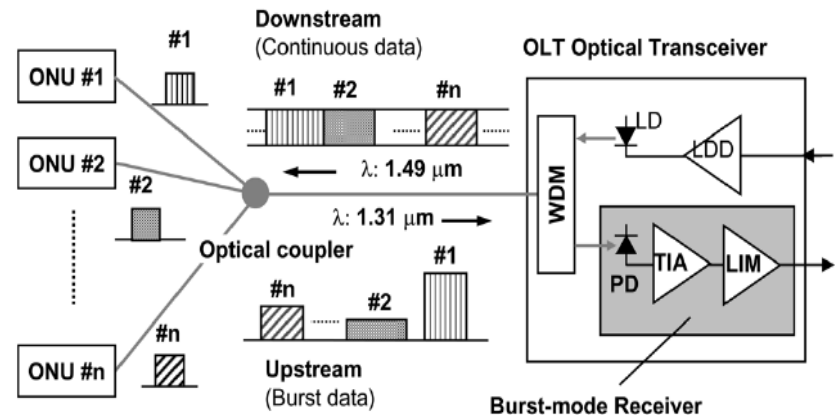 Downstream
(Continuous data)
OLT Optical Transceiver
ONU #1
#1
#1 #2 #n
LD
LDD
ONU #2
λ: 1.49 μm
WDM
#2
λ: 1.31 μm
Optical coupler
#1
PD
TIA
LIM
#n
#2
#n
ONU #n
Upstream
(Burst data)
Burst-mode Receiver